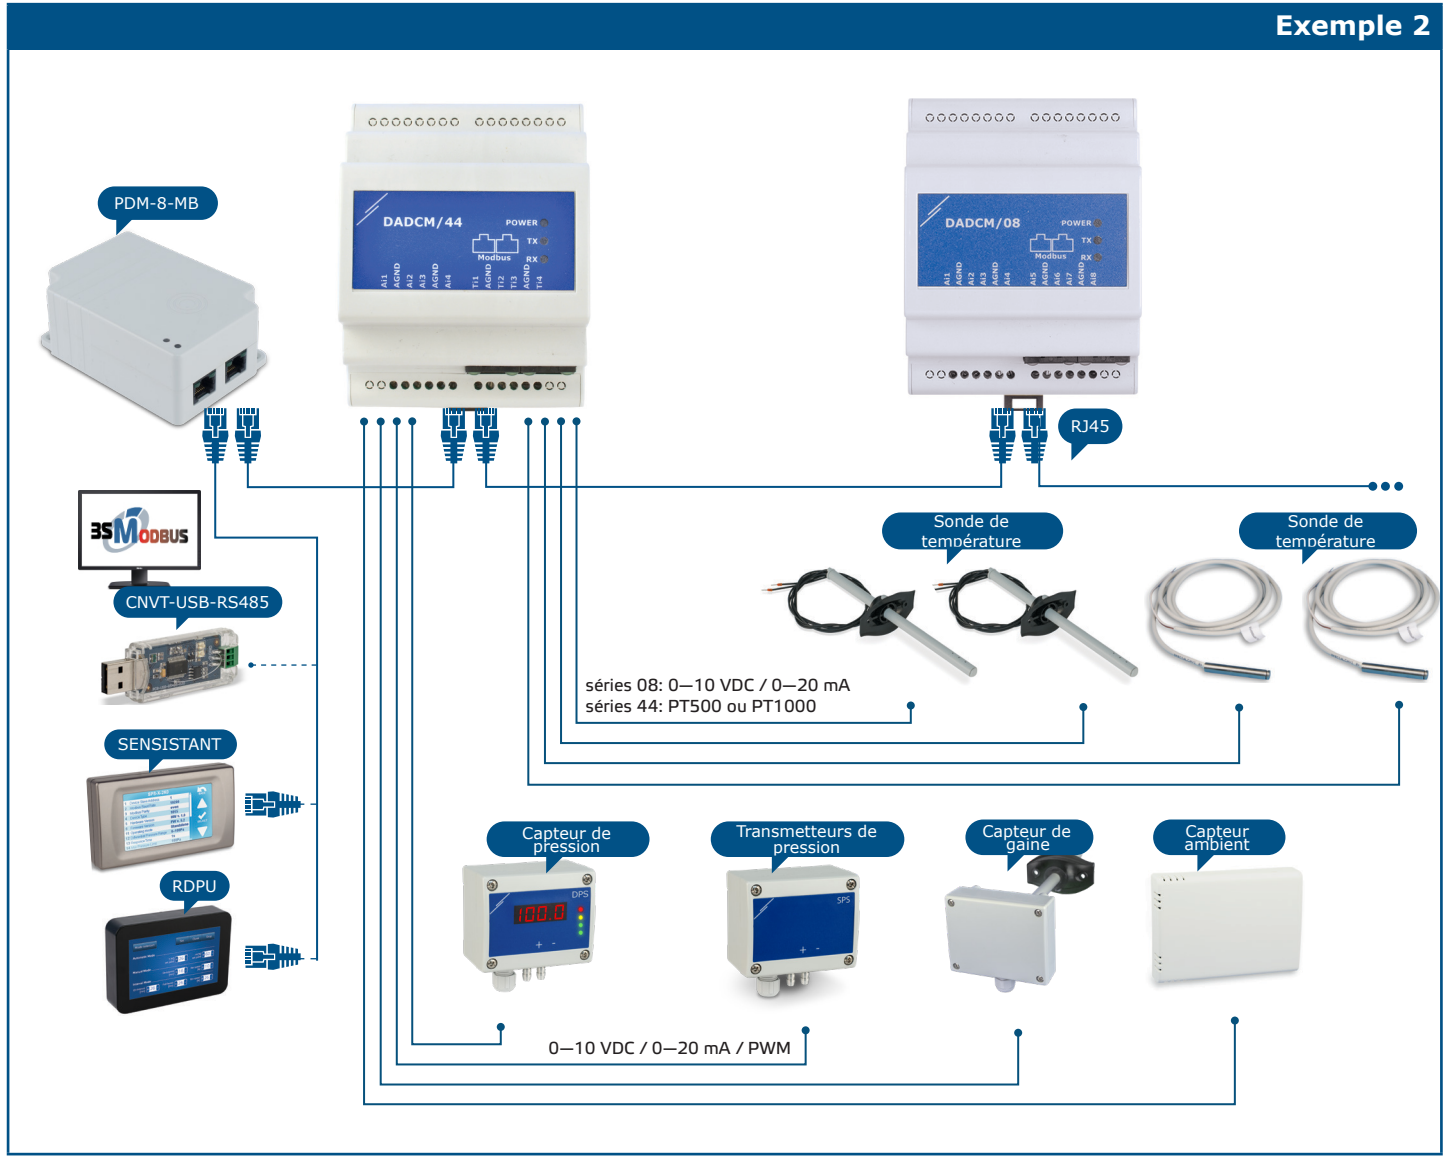 Exemple 2
PDM-8-MB
DADCM/44
POWER
TX
RX
Modbus
Ai1 AGND Ai2 Ai3 AGND Ai4 Ti1 AGND Ti2 Ti3 AGND Ti4
DADCM/08
POWER
TX
RX
Modbus
Ai1 AGND Ai2 Ai3 AGND Ai4 Ai5 AGND Ai6 Ai7 AGND Ai8
RJ45
3SMODBUS
CNVT-USB-RS485
SENSISTANT
RDPU
Sonde de
température
Sonde de
température
séries 08: 0—10 VDC / 0—20 mA
séries 44: PT500 ou PT1000
Capteur de
pression
Transmetteurs de
pression
Capteur de
gaine
Capteur
ambient
DPS
100.0
+ -
SPS
+ -
0—10 VDC / 0—20 mA / PWM